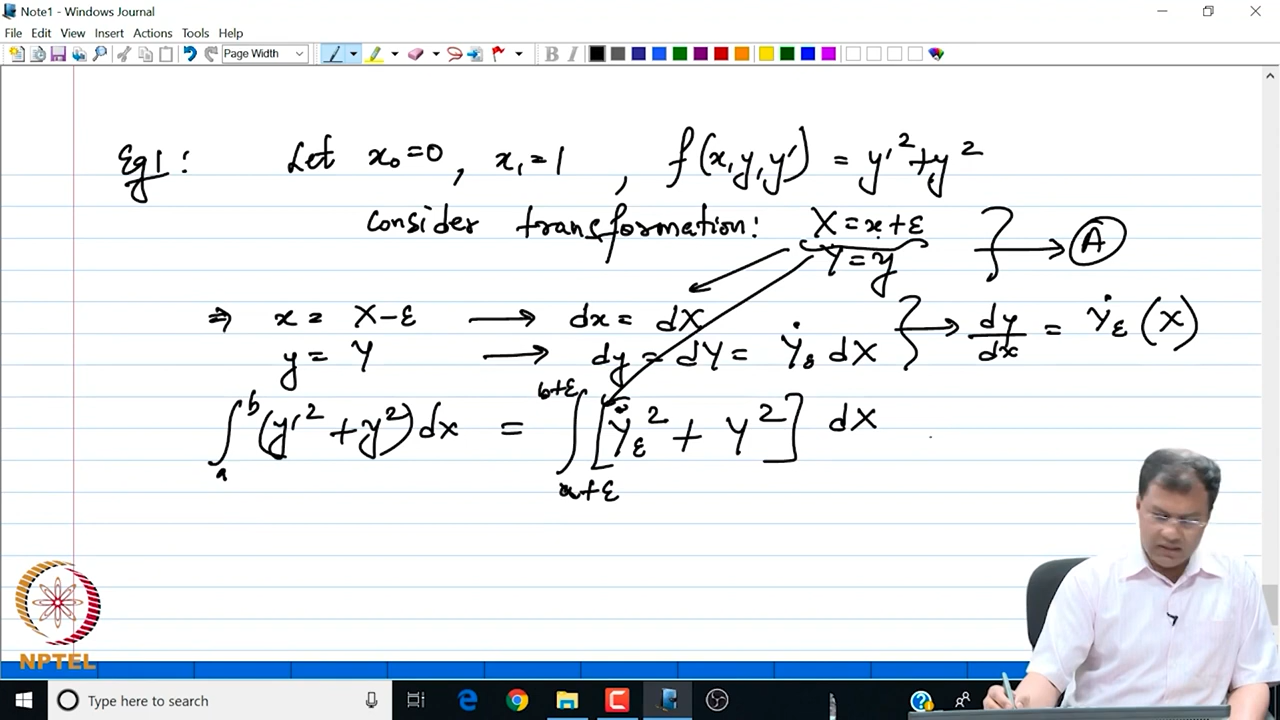 Note1 - Windows Journal
File Edit View Insert Actions Tools Help
Page Width
B I
Eg1: Let x₀=0, x₁=1, f(x,y,y') = y'²+y²
consider transformation: X = x+ε
Y = y
A
⇒ x = X-ε → dx = dX
y = Y → dy = dY = Ẏε dX → dy/dx = Ẏε (X)
∫ₐᵇ (y'²+y²) dx = ∫ₐ₊εᵇ⁺ᵋ [Ẏε² + Y²] dX
NPTEL
Type here to search